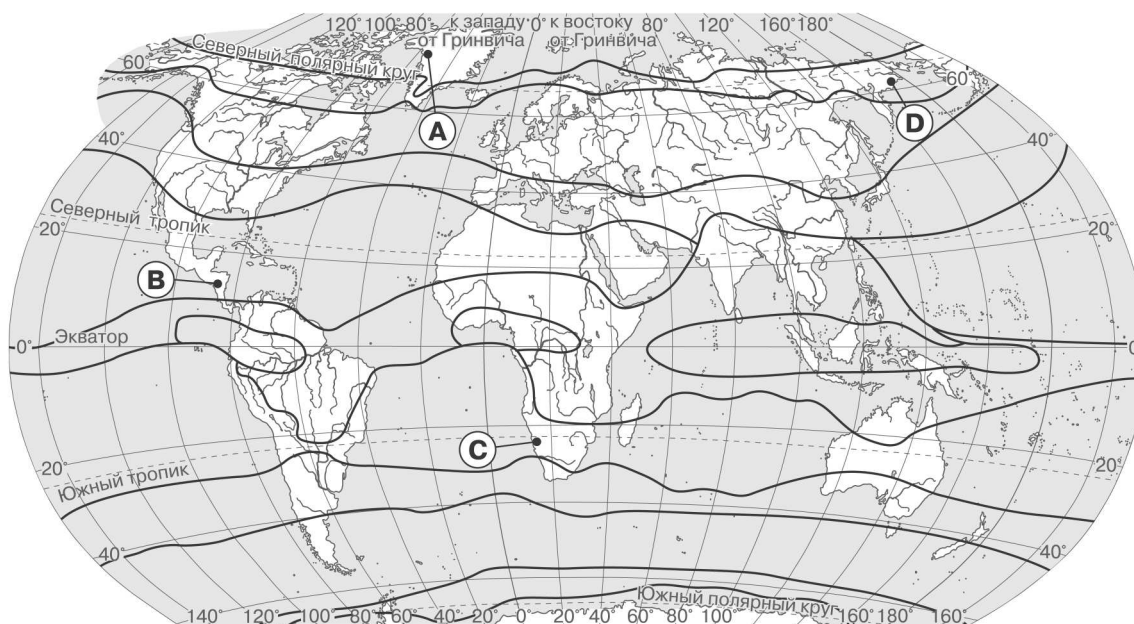 120° 100° 80° к западу 0° к востоку 80° 120° 160° 180°
от Гринвича от Гринвича
Северный полярный круг
60° 60
A D
40° 40°
Северный тропик
20° 20°
B
Экватор
0° 0
C
20° 20°
Южный тропик
40° 40°
Южный полярный круг
140° 100° 80° 60° 40° 20° 0° 20° 40° 60° 80° 100° 160° 180° 160°